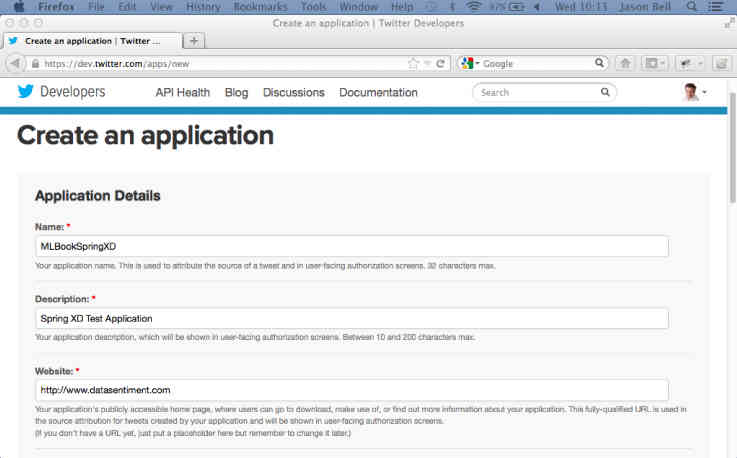 Firefox File Edit View History Bookmarks Tools Window Help 97% Wed 10:13 Jason Bell
Create an application | Twitter Developers
Create an application | Twitter ... +
https://dev.twitter.com/apps/new Google
Developers API Health Blog Discussions Documentation Search
Create an application
Application Details
Name: *
MLBookSpringXD
Your application name. This is used to attribute the source of a tweet and in user-facing authorization screens. 32 characters max.
Description: *
Spring XD Test Application
Your application description, which will be shown in user-facing authorization screens. Between 10 and 200 characters max.
Website: *
http://www.datasentiment.com
Your application's publicly accessible home page, where users can go to download, make use of, or find out more information about your application. This fully-qualified URL is used in
the source attribution for tweets created by your application and will be shown in user-facing authorization screens.
(If you don't have a URL yet, just put a placeholder here but remember to change it later.)